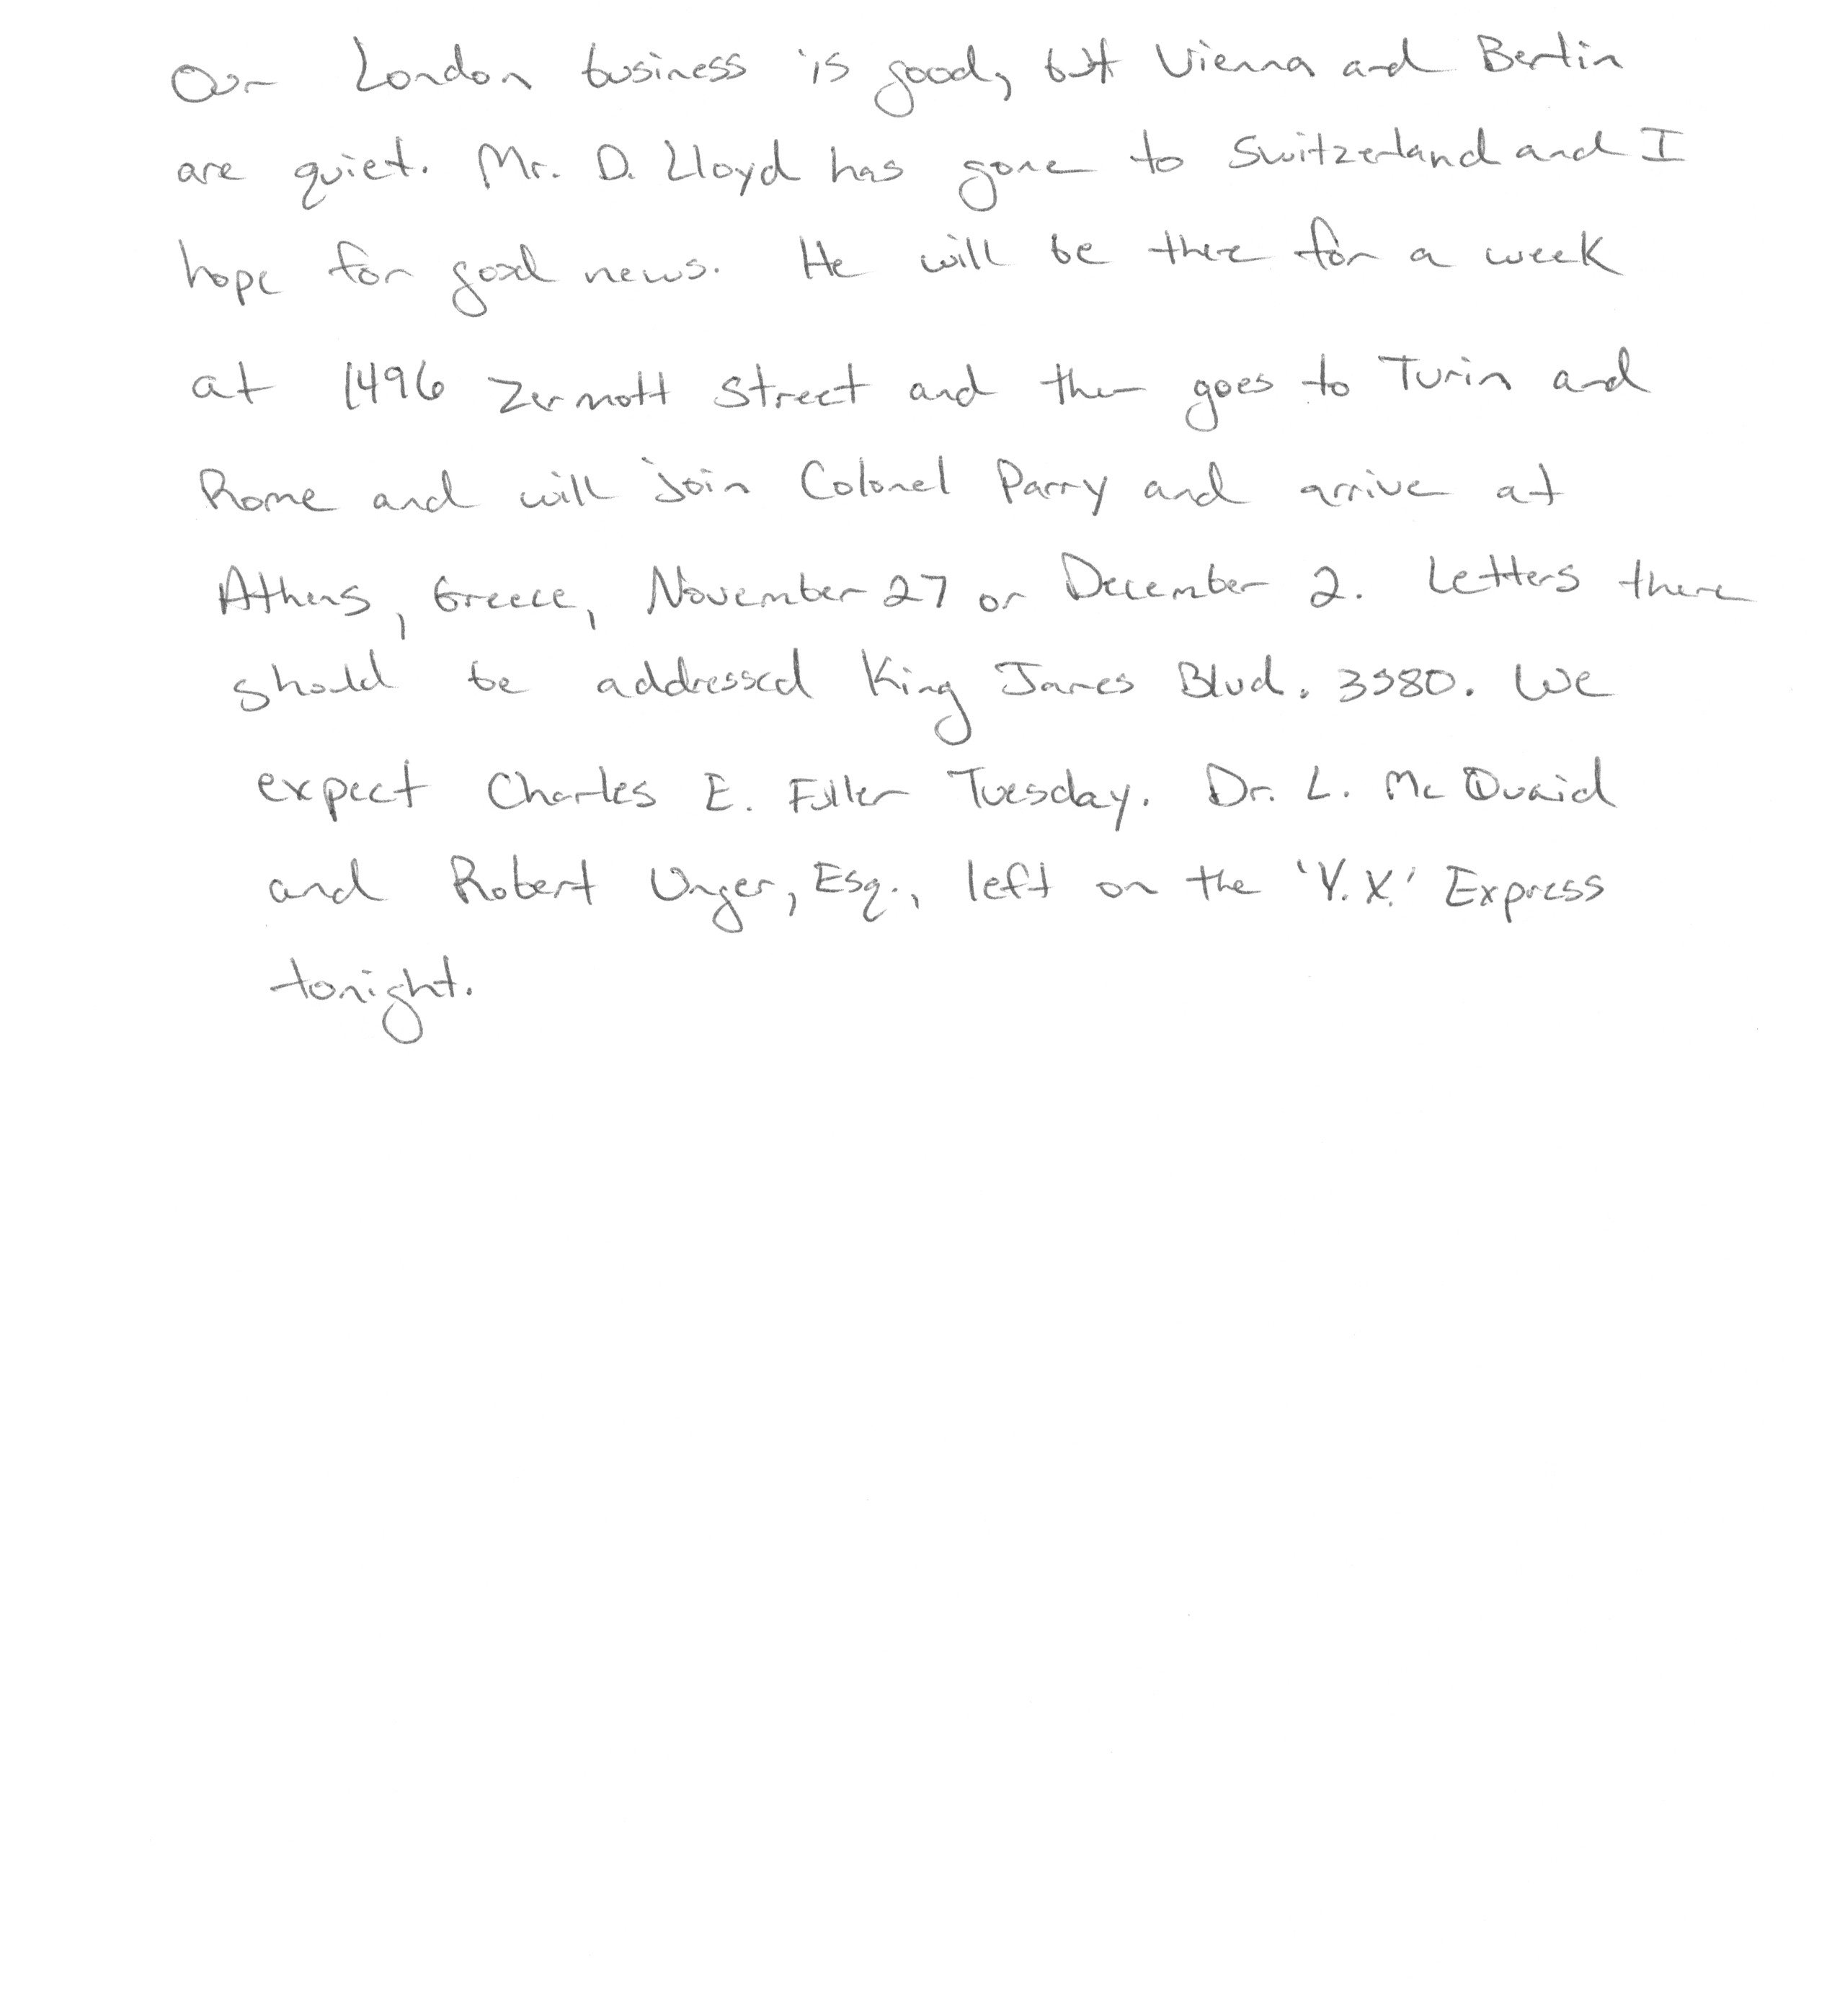 Our London business is good, but Vienna and Berlin
are quiet. Mr. D. Lloyd has gone to Switzerland and I
hope for good news. He will be there for a week
at 1496 Zermott Street and then goes to Turin and
Rome and will join Colonel Parry and arrive at
Athens, Greece, November 27 or December 2. Letters there
should be addressed King James Blvd. 3580. We
expect Charles E. Fuller Tuesday. Dr. L. McQuaid
and Robert Unger, Esq., left on the 'Y.X.' Express
tonight.